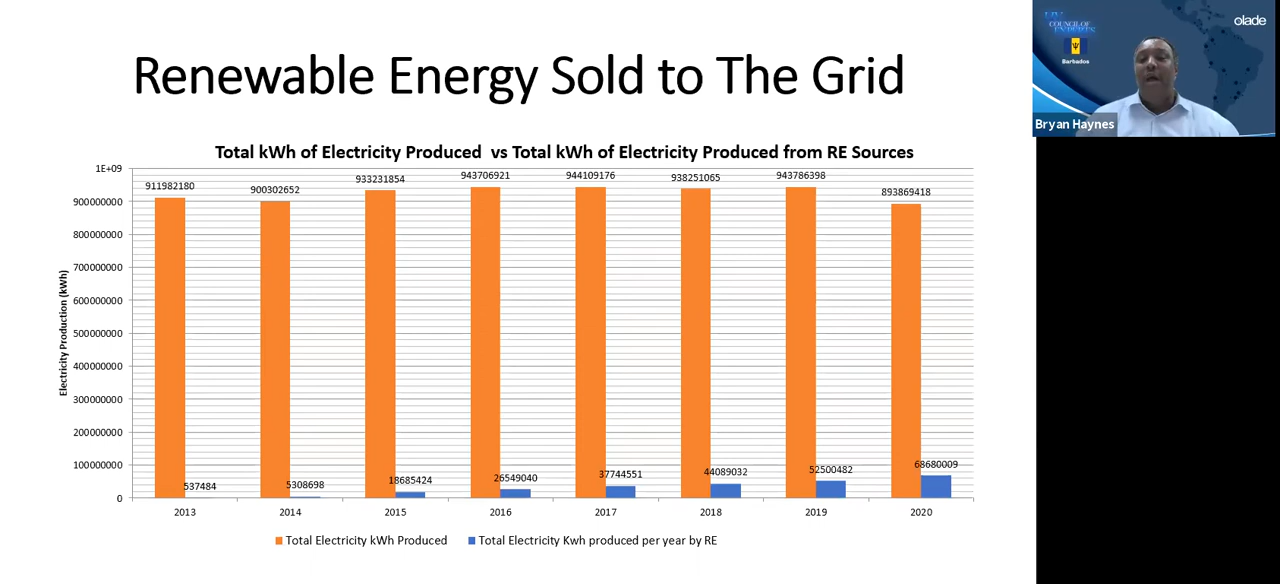 Renewable Energy Sold to The Grid
Total kWh of Electricity Produced vs Total kWh of Electricity Produced from RE Sources
Electricity Production (kWh)
1E+09
900000000
800000000
700000000
600000000
500000000
400000000
300000000
200000000
100000000
0
911982180
900302652
933231854
943706921
944109176
938251065
943786398
893869418
537484
5308698
18685424
26549040
37744551
44089032
52500482
68680009
2013 2014 2015 2016 2017 2018 2019 2020
Total Electricity kWh Produced Total Electricity Kwh produced per year by RE
COUNCIL OF
EXPERTS
Barbados
olade
Bryan Haynes